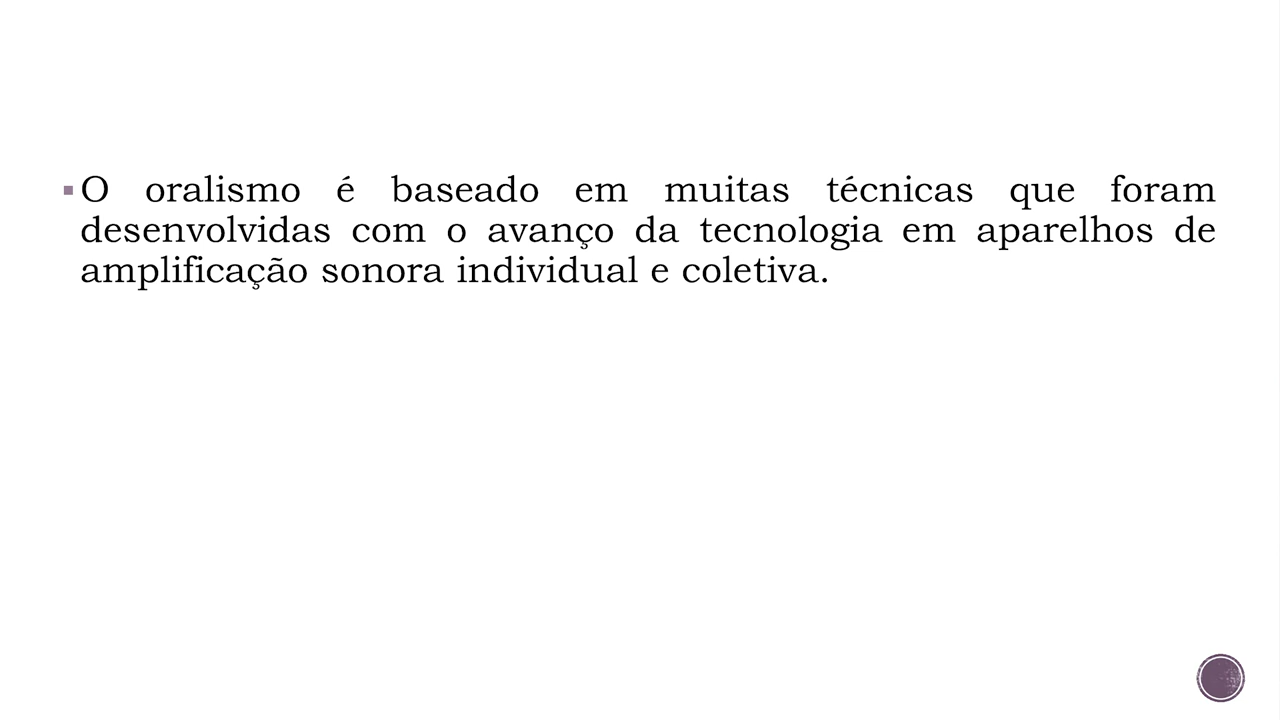 O oralismo é baseado em muitas técnicas que foram
desenvolvidas com o avanço da tecnologia em aparelhos de
amplificação sonora individual e coletiva.